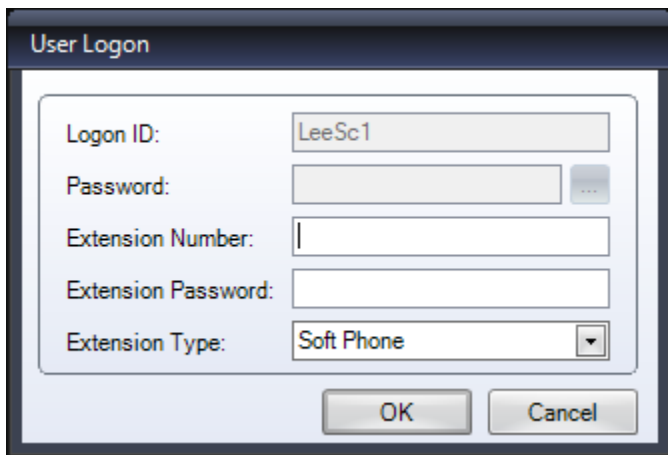 User Logon
Logon ID: LeeSc1
Password: ...
Extension Number:
Extension Password:
Extension Type: Soft Phone
OK Cancel